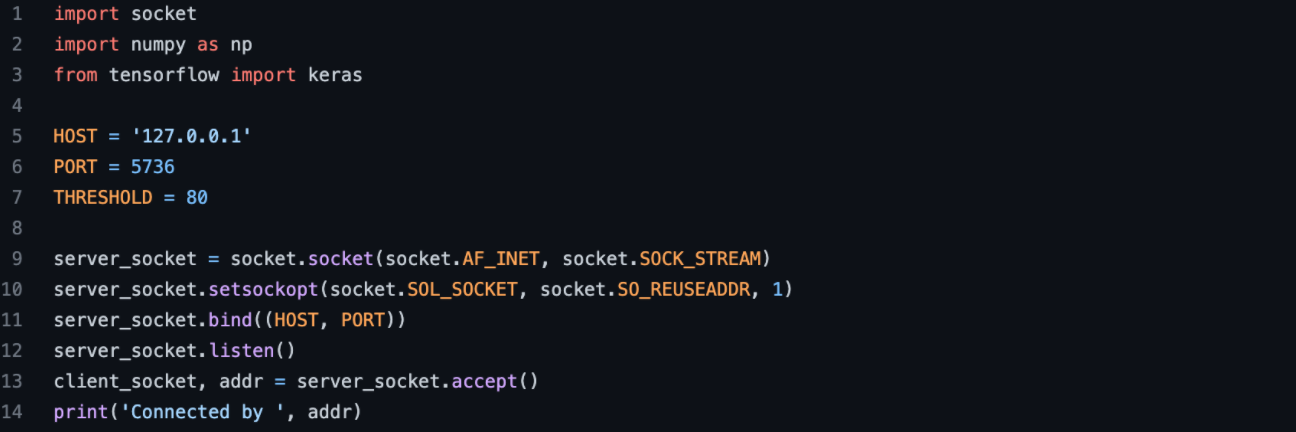 1 import socket
2 import numpy as np
3 from tensorflow import keras
4
5 HOST = '127.0.0.1'
6 PORT = 5736
7 THRESHOLD = 80
8
9 server_socket = socket.socket(socket.AF_INET, socket.SOCK_STREAM)
10 server_socket.setsockopt(socket.SOL_SOCKET, socket.SO_REUSEADDR, 1)
11 server_socket.bind((HOST, PORT))
12 server_socket.listen()
13 client_socket, addr = server_socket.accept()
14 print('Connected by ', addr)